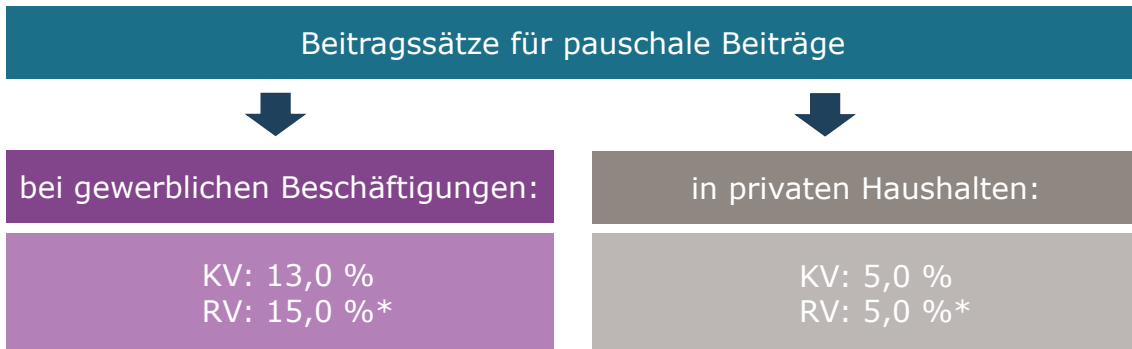 Beitragssätze für pauschale Beiträge
bei gewerblichen Beschäftigungen:
KV: 13,0 %
RV: 15,0 %*
in privaten Haushalten:
KV: 5,0 %
RV: 5,0 %*